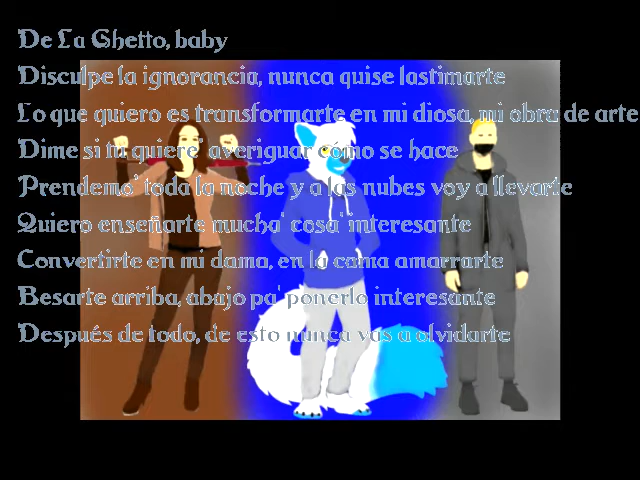 De La Ghetto, baby
Disculpe la ignorancia, nunca quise lastimarte
Lo que quiero es transformarte en mi diosa, mi obra de arte
Dime si tú quiere' averiguar cómo se hace
Prendemo' toda la noche y a las nubes voy a llevarte
Quiero enseñarte mucha' cosa' interesante
Convertirte en mi dama, en la cama amarrarte
Besarte arriba, abajo pa' ponerlo interesante
Después de todo, de esto nunca vas a olvidarte